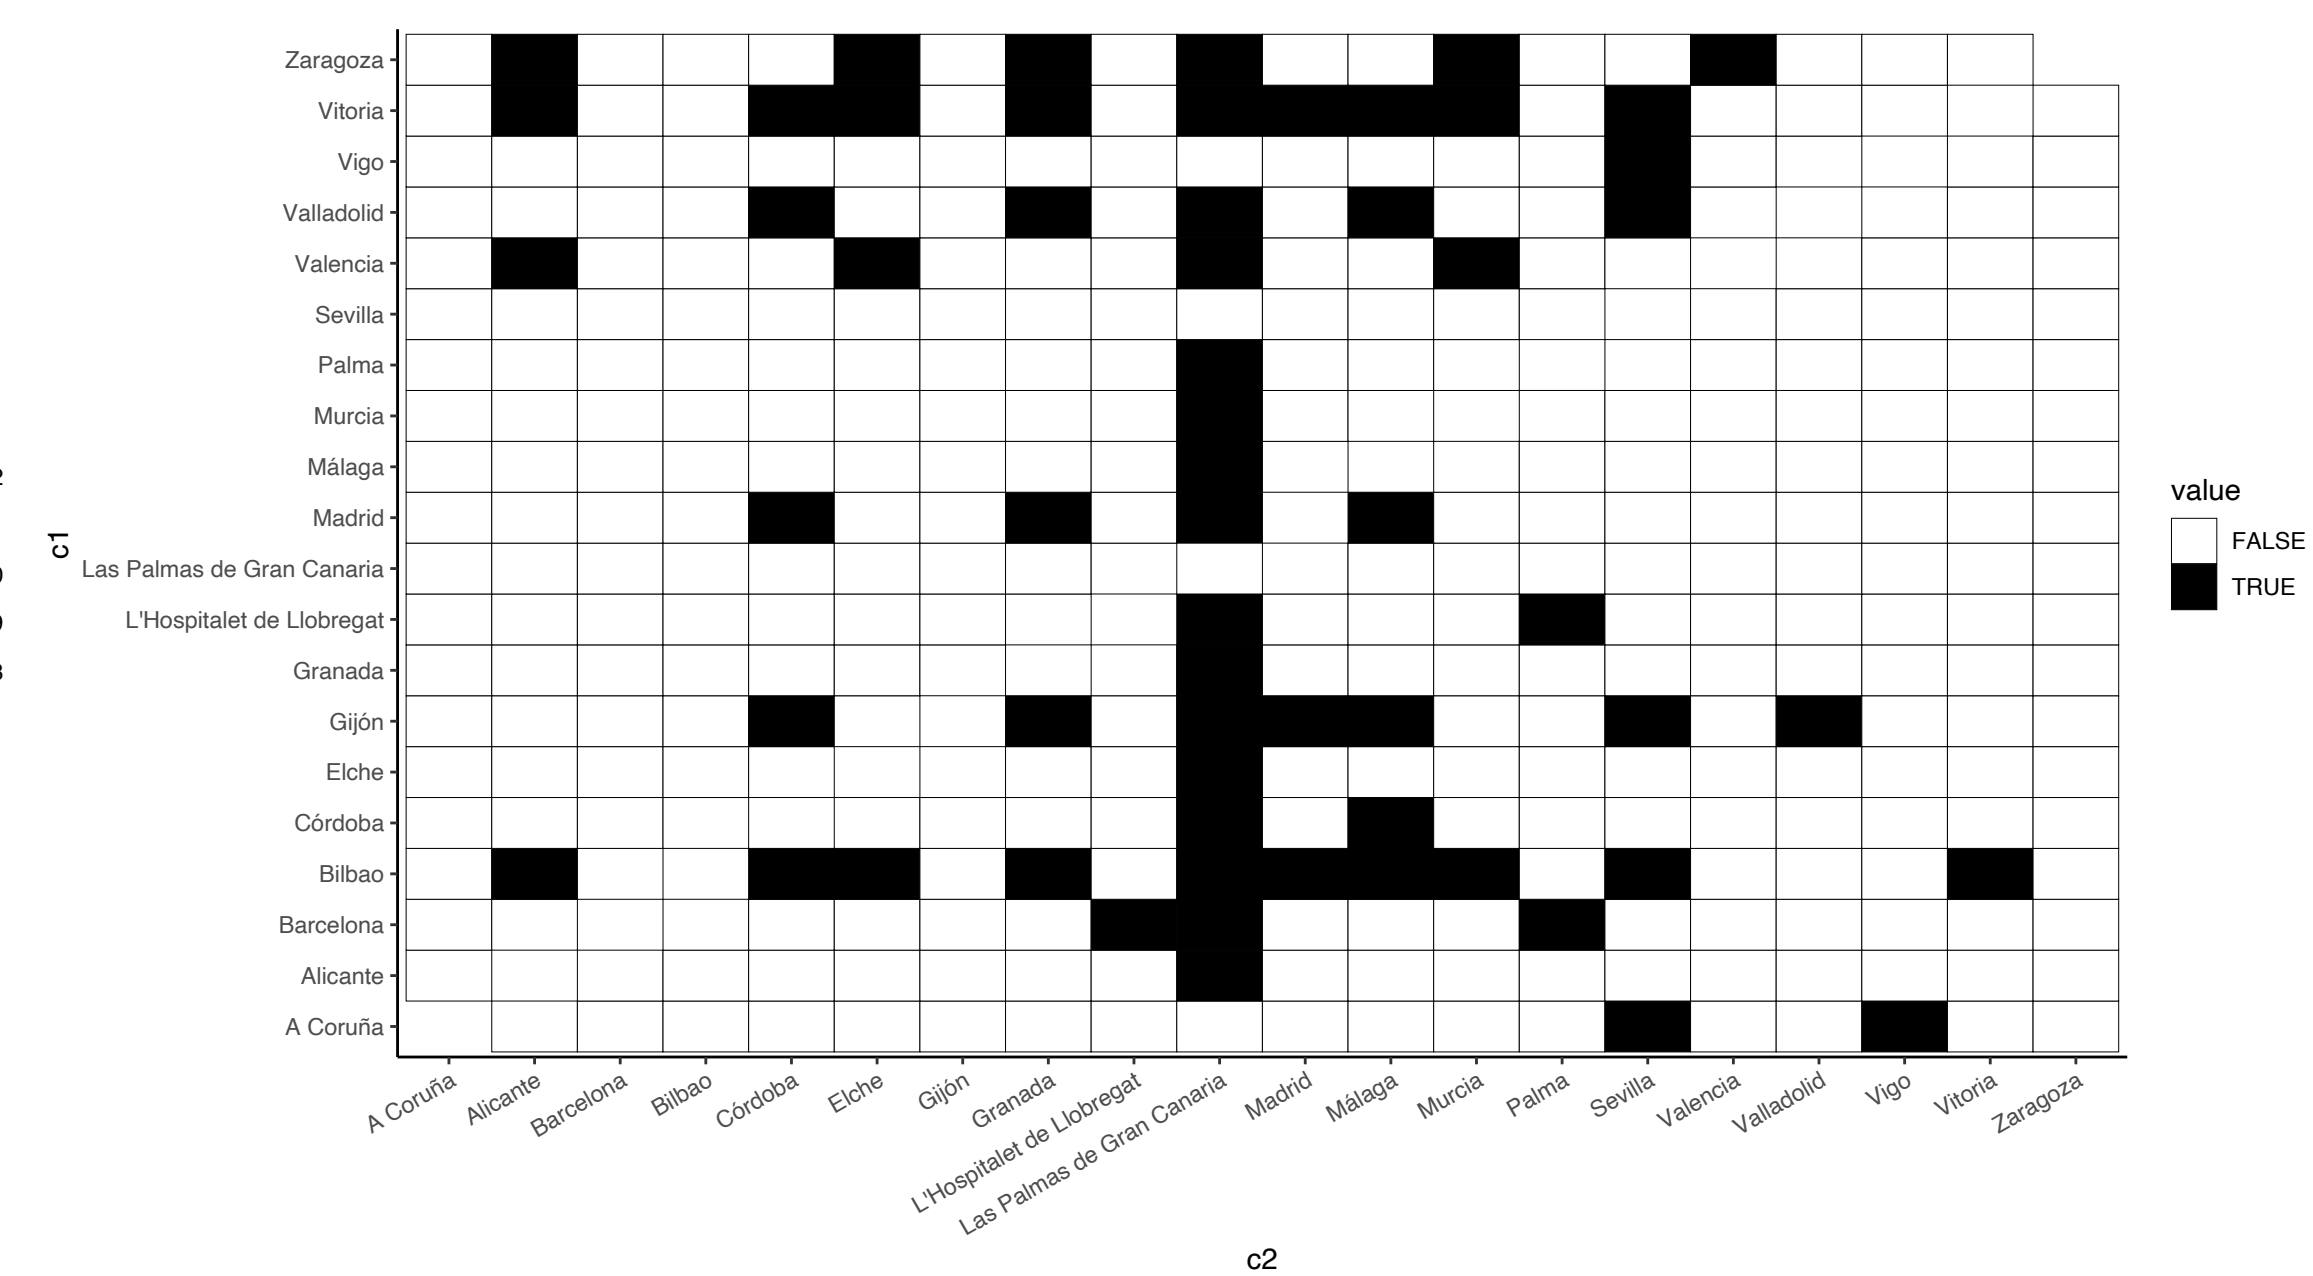 Zaragoza
Vitoria
Vigo
Valladolid
Valencia
Sevilla
Palma
Murcia
Málaga
Madrid
Las Palmas de Gran Canaria
L'Hospitalet de Llobregat
Granada
Gijón
Elche
Córdoba
Bilbao
Barcelona
Alicante
A Coruña
c1
A Coruña
Alicante
Barcelona
Bilbao
Córdoba
Elche
Gijón
Granada
L'Hospitalet de Llobregat
Las Palmas de Gran Canaria
Madrid
Málaga
Murcia
Palma
Sevilla
Valencia
Valladolid
Vigo
Vitoria
Zaragoza
c2
value
FALSE
TRUE